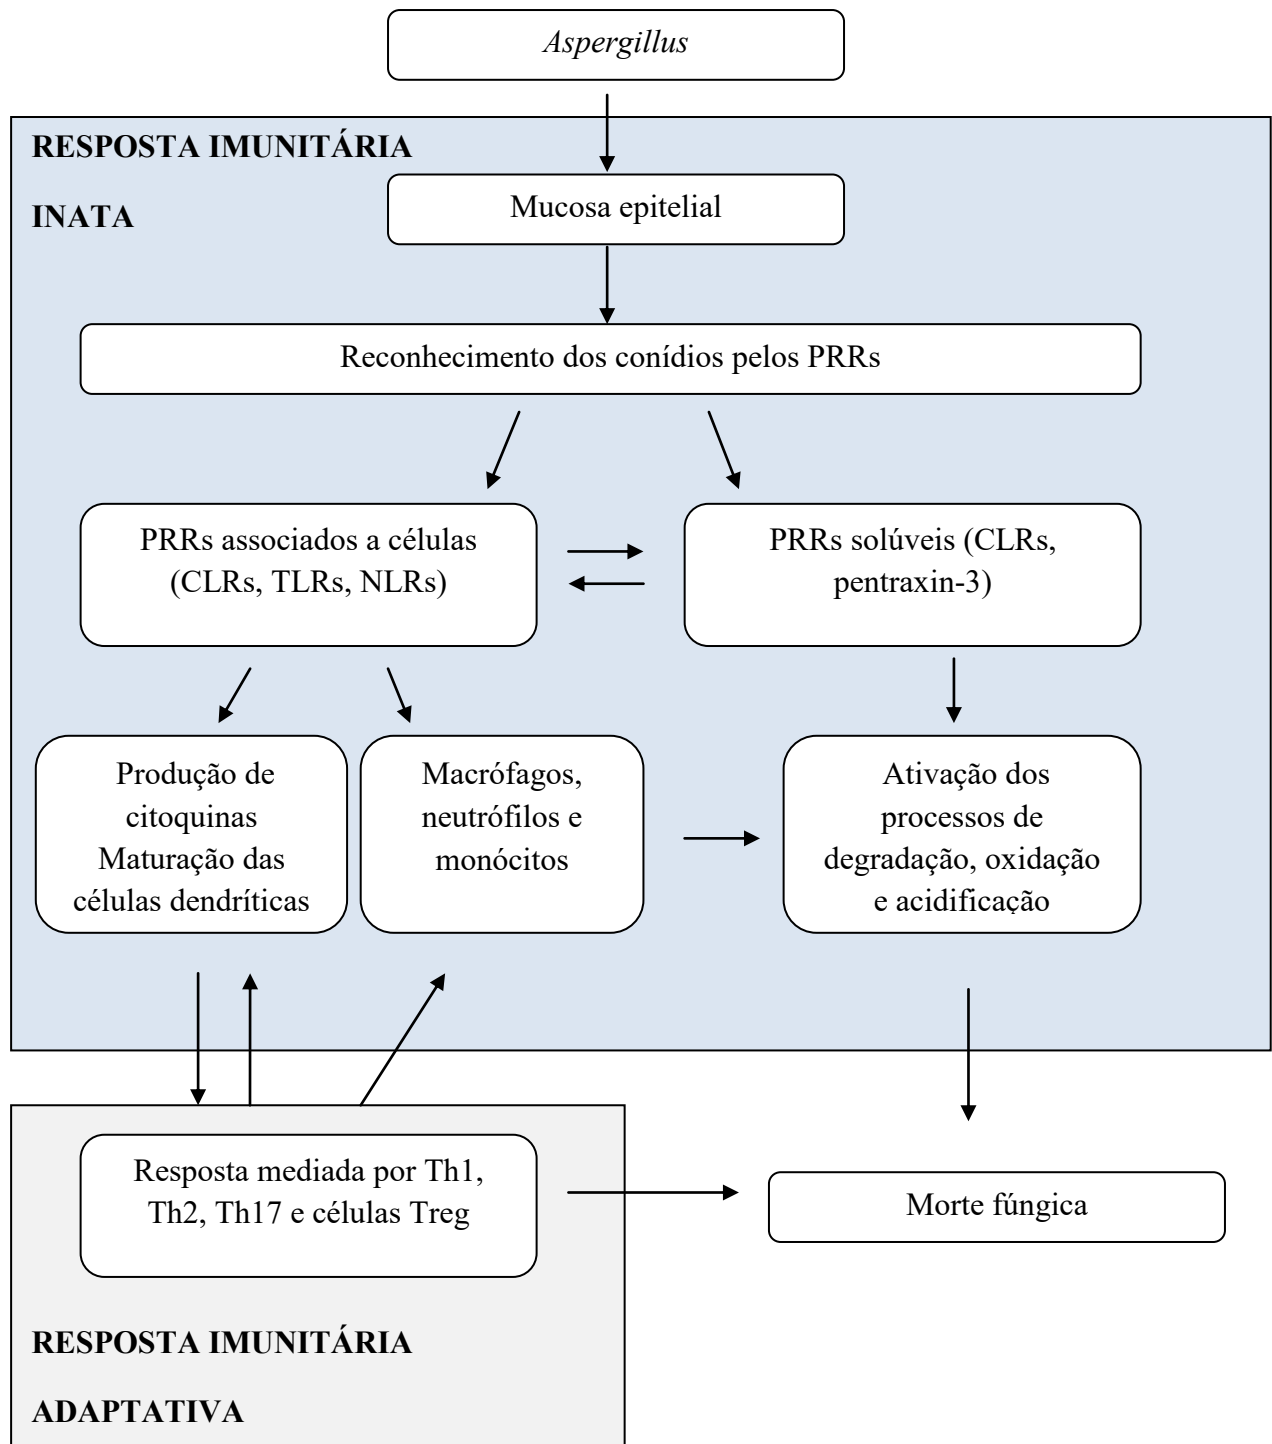 Aspergillus
RESPOSTA IMUNITÁRIA
INATA
Mucosa epitelial
Reconhecimento dos conídios pelos PRRs
PRRs associados a células
(CLRs, TLRs, NLRs)
PRRs solúveis (CLRs,
pentraxin-3)
Produção de
citoquinas
Maturação das
células dendríticas
Macrófagos,
neutrófilos e
monócitos
Ativação dos
processos de
degradação, oxidação
e acidificação
Resposta mediada por Th1,
Th2, Th17 e células Treg
Morte fúngica
RESPOSTA IMUNITÁRIA
ADAPTATIVA